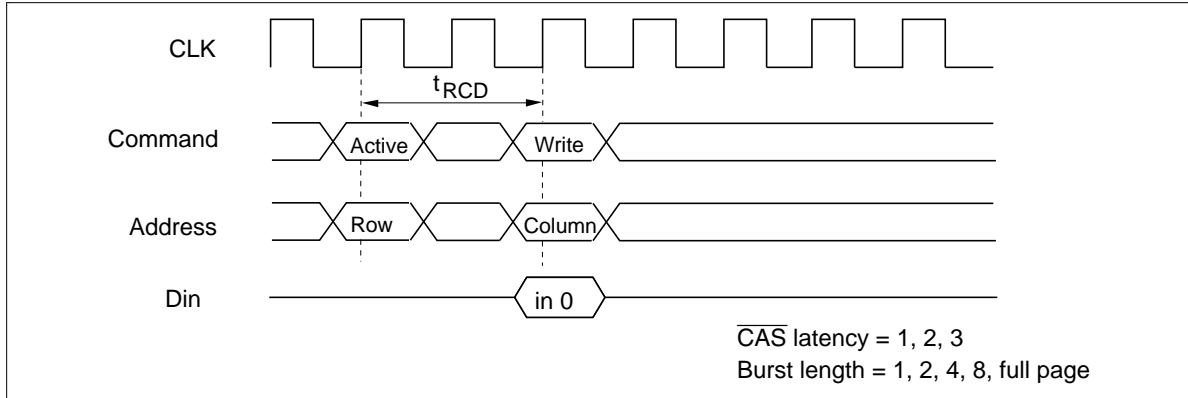 CLK
tRCD
Command
Active
Write
Address
Row
Column
Din
in 0
CAS latency = 1, 2, 3
Burst length = 1, 2, 4, 8, full page